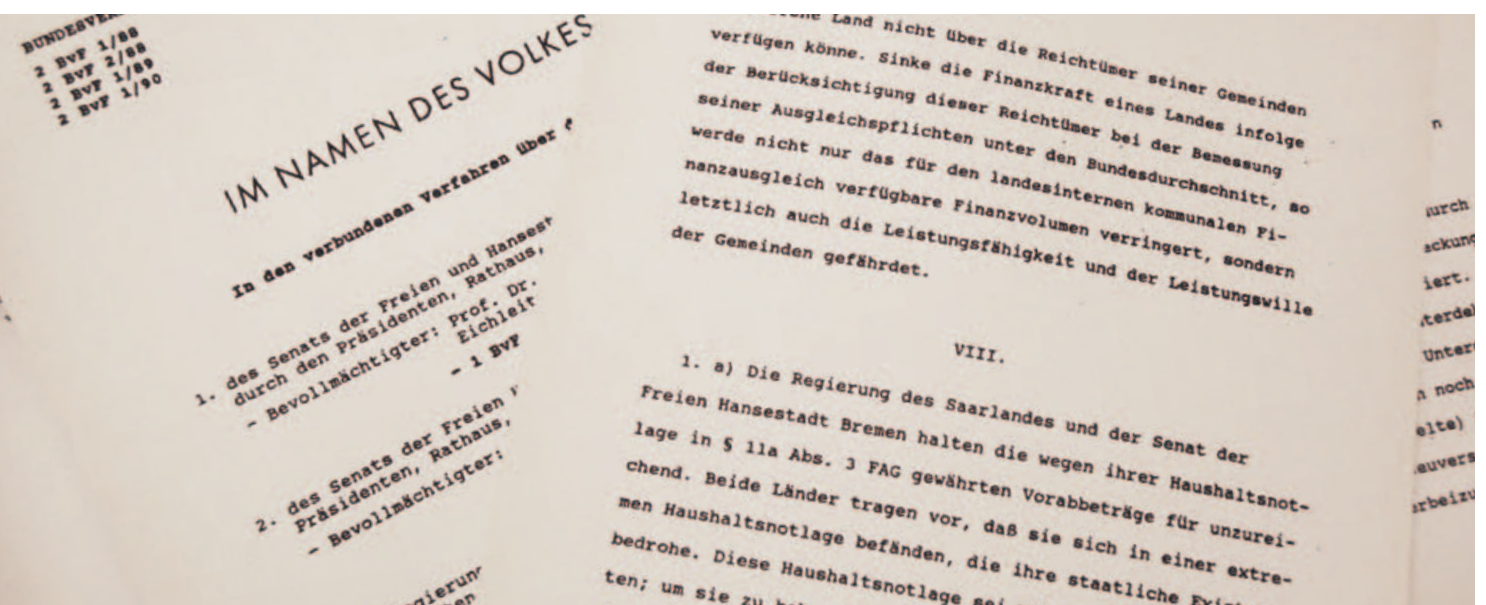 2 BvF 1/88
2 BvF 2/88
2 BvF 1/89
2 BvF 1/90
IM NAMEN DES VOLKES
In den verbundenen Verfahren über
1. des Senats der Freien und
durch den Präsidenten, Rathaus,
- Bevollmächtigter: Prof. Dr.
- 1 BvF
2. des Senats der Freien
Präsidenten, Rathaus,
- Bevollmächtigter:
Land nicht über die Reichtümer seiner Gemeinden
verfügen könne. Sinke die Finanzkraft eines Landes infolge
der Berücksichtigung dieser Reichtümer bei der Bemessung
seiner Ausgleichspflichten unter den Bundesdurchschnitt, so
werde nicht nur das für den landesinternen kommunalen Fi-
nanzausgleich verfügbare Finanzvolumen verringert, sondern
letztlich auch die Leistungsfähigkeit und der Leistungswille
der Gemeinden gefährdet.
VIII.
1. a) Die Regierung des Saarlandes und der Senat der
Freien Hansestadt Bremen halten die wegen ihrer Haushaltsnot-
lage in § 11a Abs. 3 FAG gewährten Vorabbeträge für unzurei-
chend. Beide Länder tragen vor, daß sie sich in einer extre-
men Haushaltsnotlage befänden, die ihre staatliche
bedrohe. Diese Haushaltsnotlage sei
ten; um sie zu
noch